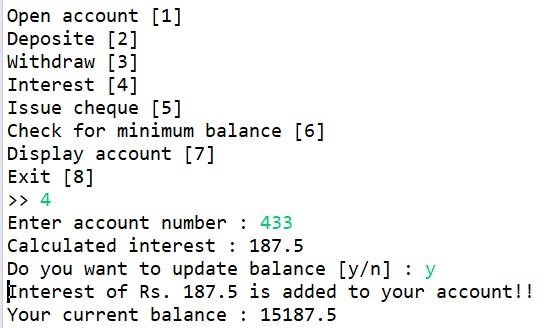 Open account [1]
Deposite [2]
Withdraw [3]
Interest [4]
Issue cheque [5]
Check for minimum balance [6]
Display account [7]
Exit [8]
>> 4
Enter account number : 433
Calculated interest : 187.5
Do you want to update balance [y/n] : y
Interest of Rs. 187.5 is added to your account!!
Your current balance : 15187.5